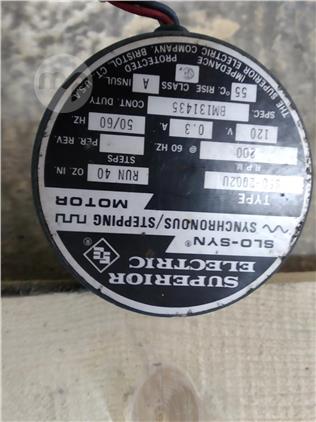 SUPERIOR
ELECTRIC
SLO-SYN®
SYNCHRONOUS/STEPPING
MOTOR
TYPE
RPM 200 @ 60 HZ
RUN 40 OZ. IN.
120 V. 0.3 A.
STEPS PER. REV.
50/60 HZ
SPEC. BM131435
CONT. DUTY
55 °C. RISE, CLASS A INSUL
IMPEDANCE PROTECTED
THE SUPERIOR ELECTRIC COMPANY, BRISTOL, CT. U.S.A.